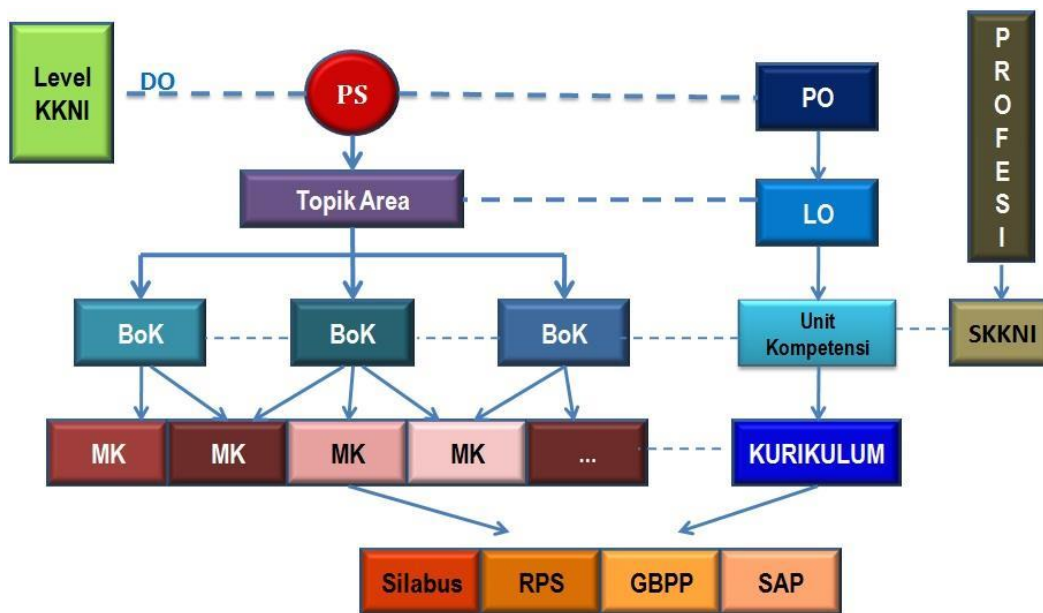 Level
KKNI
DO
PS
PO
PROFESI
Topik Area
LO
BoK
BoK
BoK
Unit
Kompetensi
SKKNI
MK
MK
MK
MK
...
KURIKULUM
Silabus
RPS
GBPP
SAP